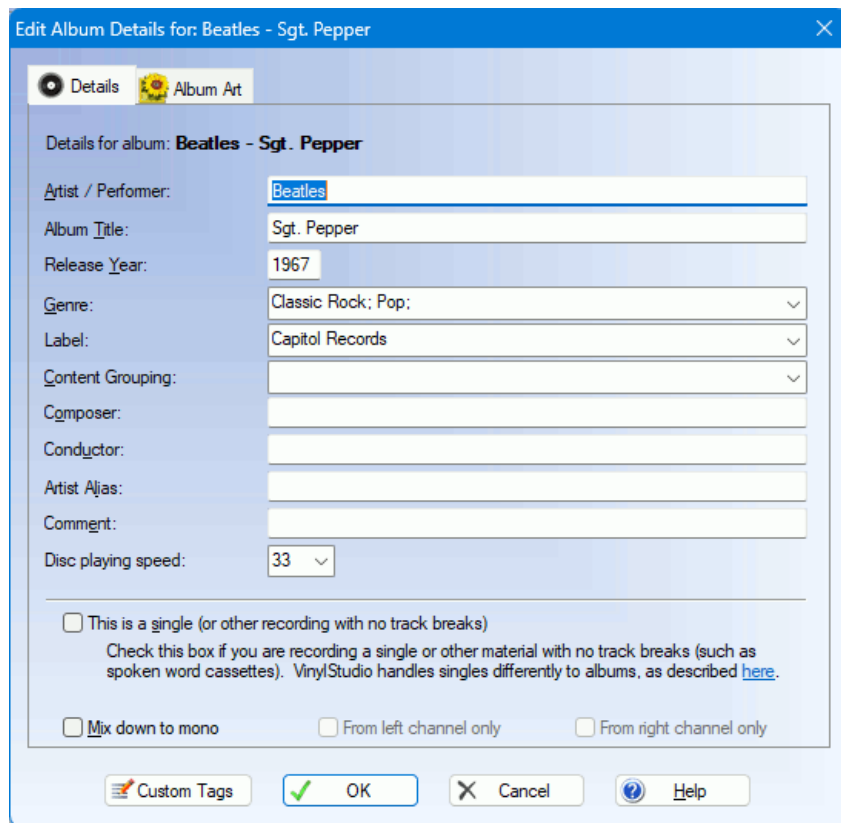 Edit Album Details for: Beatles - Sgt. Pepper
Details
Album Art
Details for album: Beatles - Sgt. Pepper
Artist / Performer: Beatles
Album Title: Sgt. Pepper
Release Year: 1967
Genre: Classic Rock; Pop;
Label: Capitol Records
Content Grouping:
Composer:
Conductor:
Artist Alias:
Comment:
Disc playing speed: 33
This is a single (or other recording with no track breaks)
Check this box if you are recording a single or other material with no track breaks (such as
spoken word cassettes). VinylStudio handles singles differently to albums, as described here.
Mix down to mono From left channel only From right channel only
Custom Tags OK Cancel Help